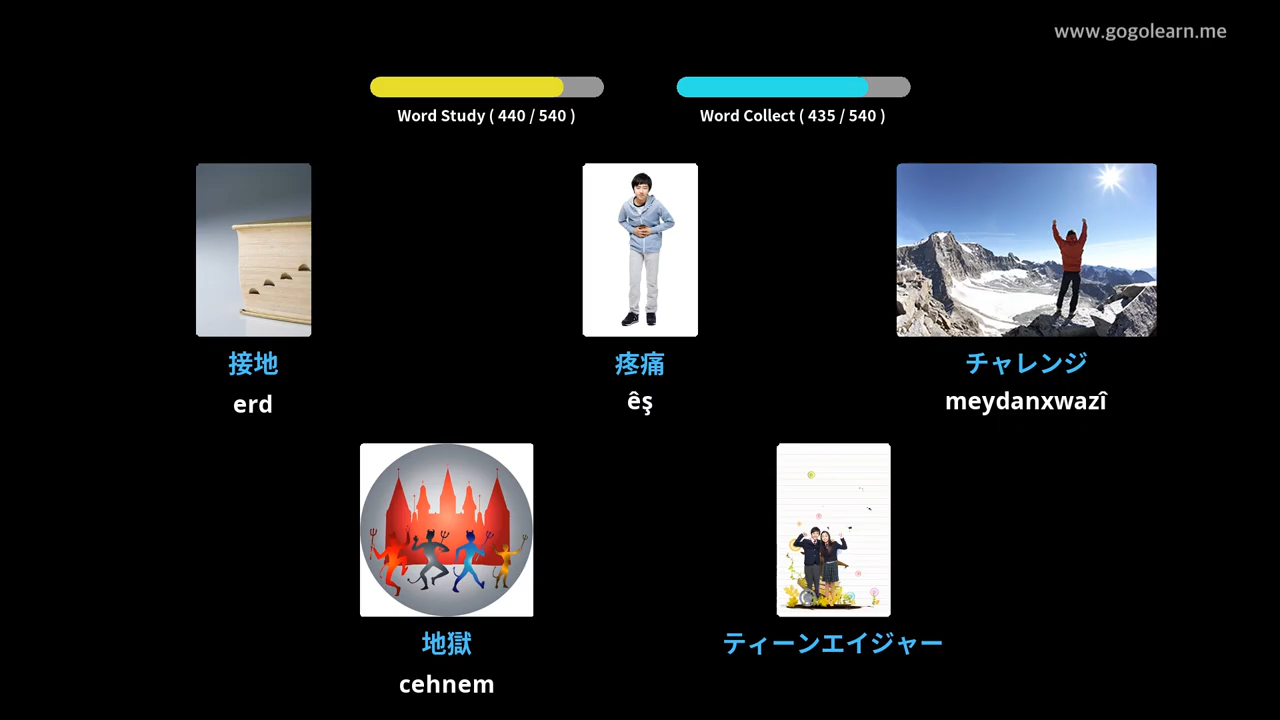 www.gogolearn.me
Word Study ( 440 / 540 )
Word Collect ( 435 / 540 )
接地
erd
疼痛
êş
チャレンジ
meydanxwazî
地獄
cehnem
ティーンエイジャー